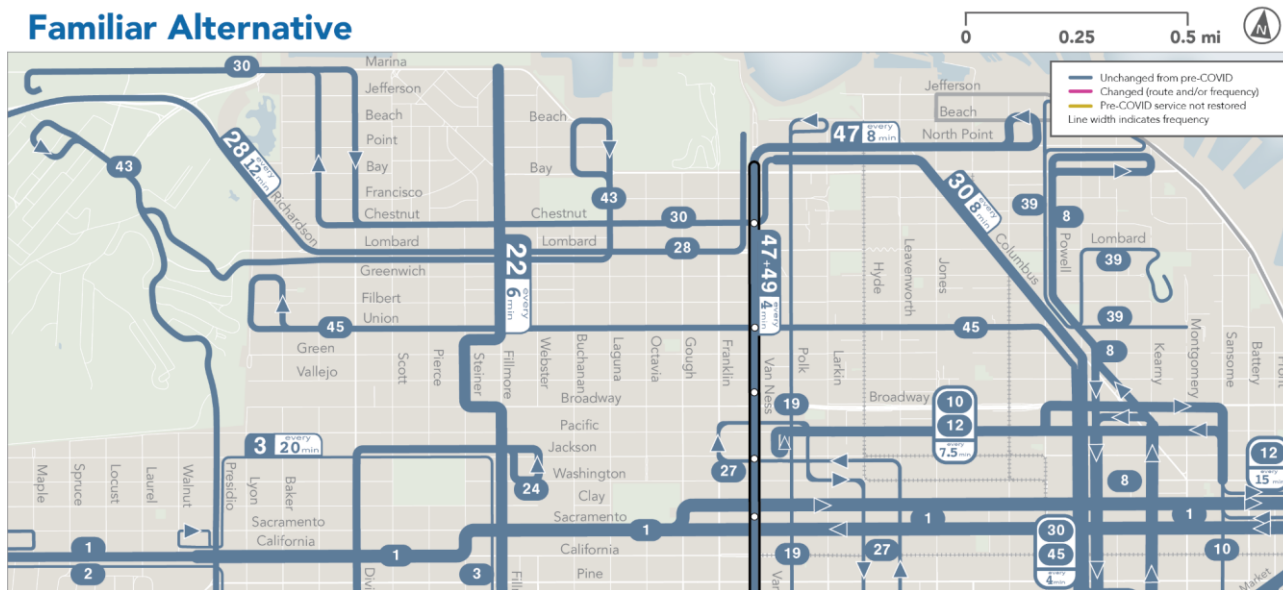 Familiar Alternative
0 0.25 0.5 mi
N
Unchanged from pre-COVID
Changed (route and/or frequency)
Pre-COVID service not restored
Line width indicates frequency
30
Marina
Jefferson
Beach
Point
Bay
Francisco
Chestnut
Lombard
Greenwich
Filbert
Union
Green
Vallejo
Richardson
28 every 12 min
43
Beach
Bay
43
Chestnut
30
Lombard
28
22 every 6 min
47 every 8 min
Jefferson
Beach
North Point
30 every 8 min
Columbus
39
8
Powell
Lombard
39
39
47+49 every 4 min
Hyde
Leavenworth
Jones
45
45
Scott
Pierce
Steiner
Fillmore
Webster
Buchanan
Laguna
Octavia
Gough
Franklin
Van Ness
Polk
Larkin
8
Kearny
Montgomery
Sansome
Battery
Front
Broadway
Pacific
Jackson
Washington
Clay
Sacramento
California
Pine
19
Broadway
10
12
every 7.5 min
3 every 20 min
24
27
8
12
every 15 min
Maple
Spruce
Locust
Laurel
Walnut
Presidio
Lyon
Baker
Sacramento
California
1
1
1
1
1
2
3
Divi
Fill
Van
19
27
30
45
every 4 min
10
Market